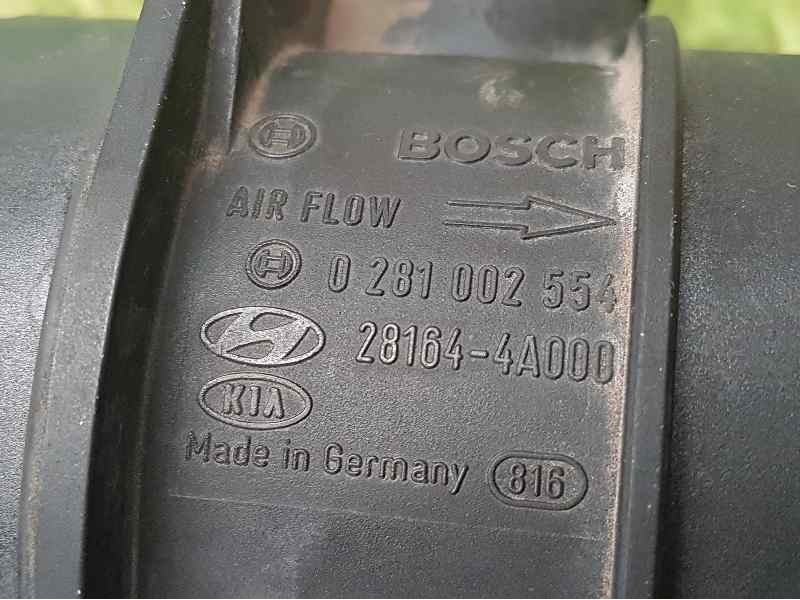 BOSCH
AIR FLOW
0 281 002 554
28164-4A000
KIA
Made in Germany 816